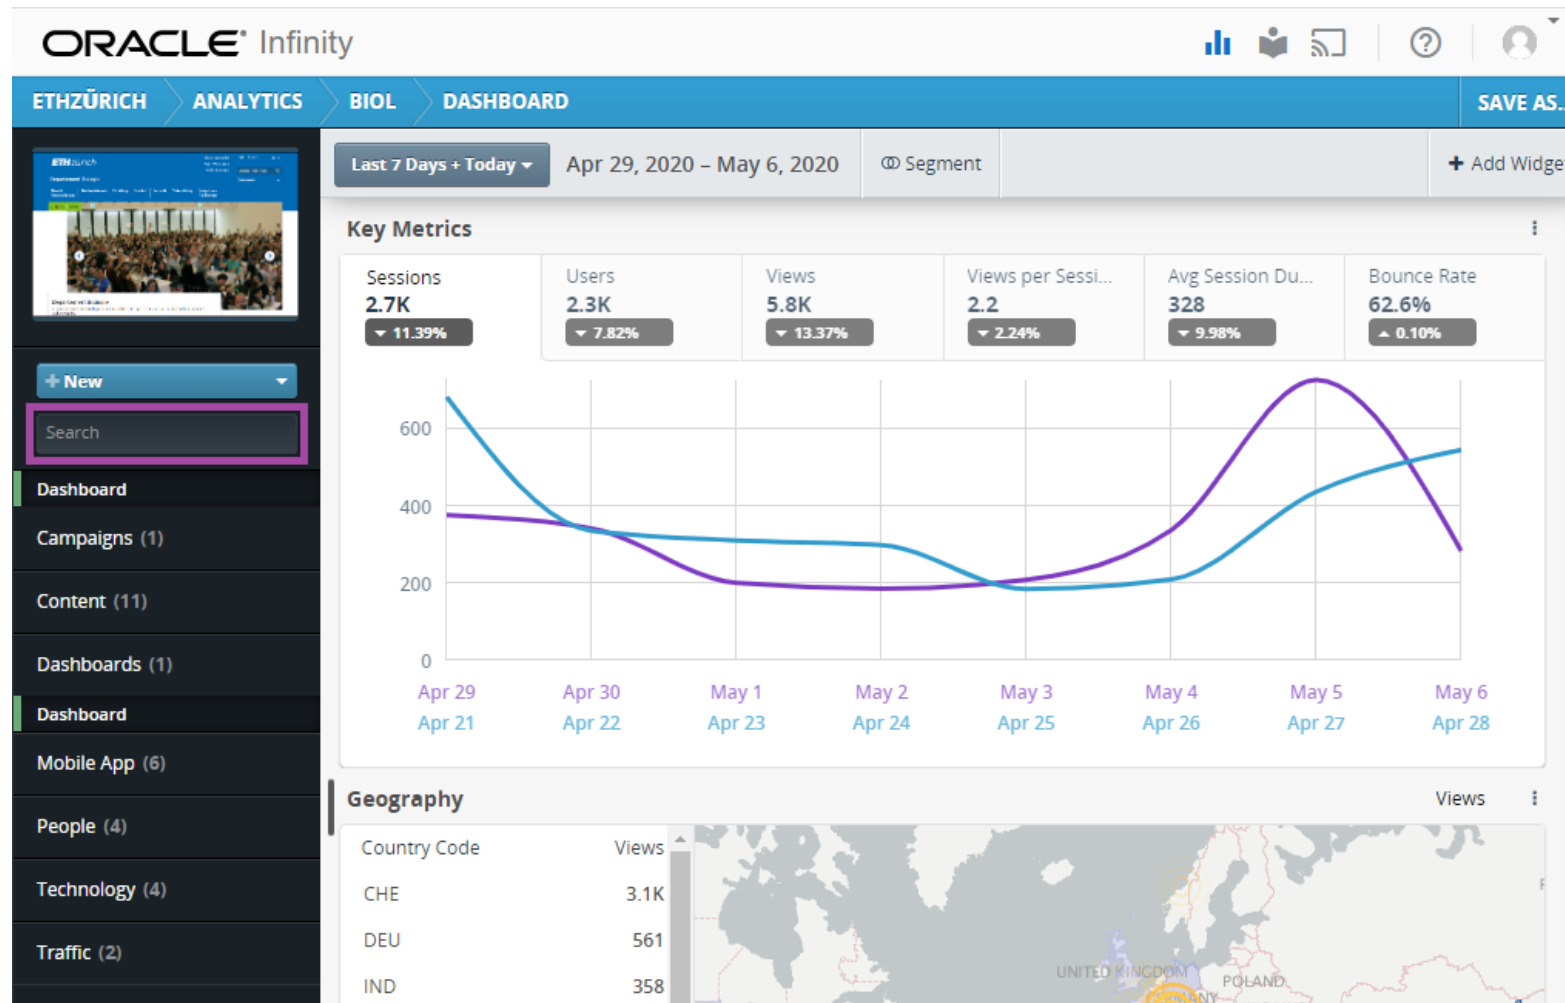 ORACLE Infinity
ETHZÜRICH ANALYTICS BIOL DASHBOARD SAVE AS..
ETHzürich
Last 7 Days + Today Apr 29, 2020 – May 6, 2020 Segment + Add Widge
Key Metrics
Sessions Users Views Views per Sessi... Avg Session Du... Bounce Rate
2.7K 2.3K 5.8K 2.2 328 62.6%
11.39% 7.82% 13.37% 2.24% 9.98% 0.10%
+ New
Search
Dashboard
Campaigns (1)
Content (11)
Dashboards (1)
Dashboard
Mobile App (6)
People (4)
Technology (4)
Traffic (2)
600
400
200
0
Apr 29 Apr 30 May 1 May 2 May 3 May 4 May 5 May 6
Apr 21 Apr 22 Apr 23 Apr 24 Apr 25 Apr 26 Apr 27 Apr 28
Geography Views
Country Code Views
CHE 3.1K
DEU 561
IND 358
UNITED KINGDOM
POLAND
GERMANY